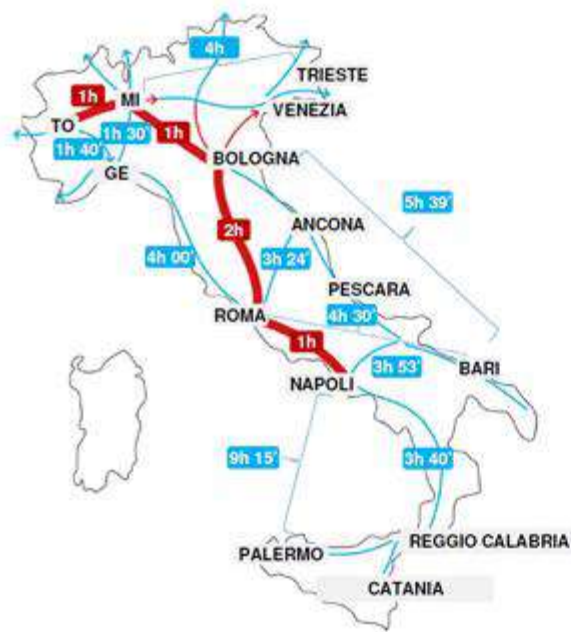 4h
TRIESTE
1h
MI
VENEZIA
TO
1h 30'
1h
1h 40'
BOLOGNA
GE
5h 39'
ANCONA
2h
4h 00'
3h 24'
PESCARA
ROMA
4h 30'
1h
3h 53'
BARI
NAPOLI
9h 15'
3h 40'
REGGIO CALABRIA
PALERMO
CATANIA